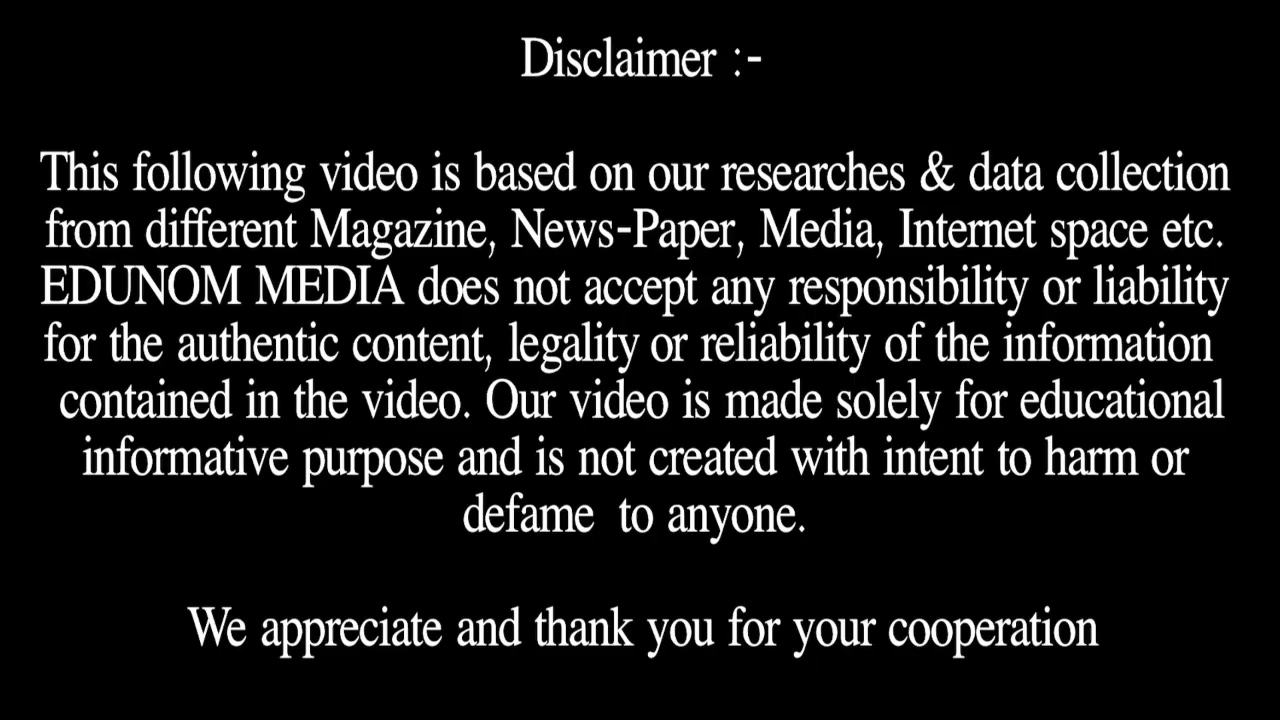 Disclaimer :-
This following video is based on our researches & data collection
from different Magazine, News-Paper, Media, Internet space etc.
EDUNOM MEDIA does not accept any responsibility or liability
for the authentic content, legality or reliability of the information
contained in the video. Our video is made solely for educational
informative purpose and is not created with intent to harm or
defame  to anyone.
We appreciate and thank you for your cooperation